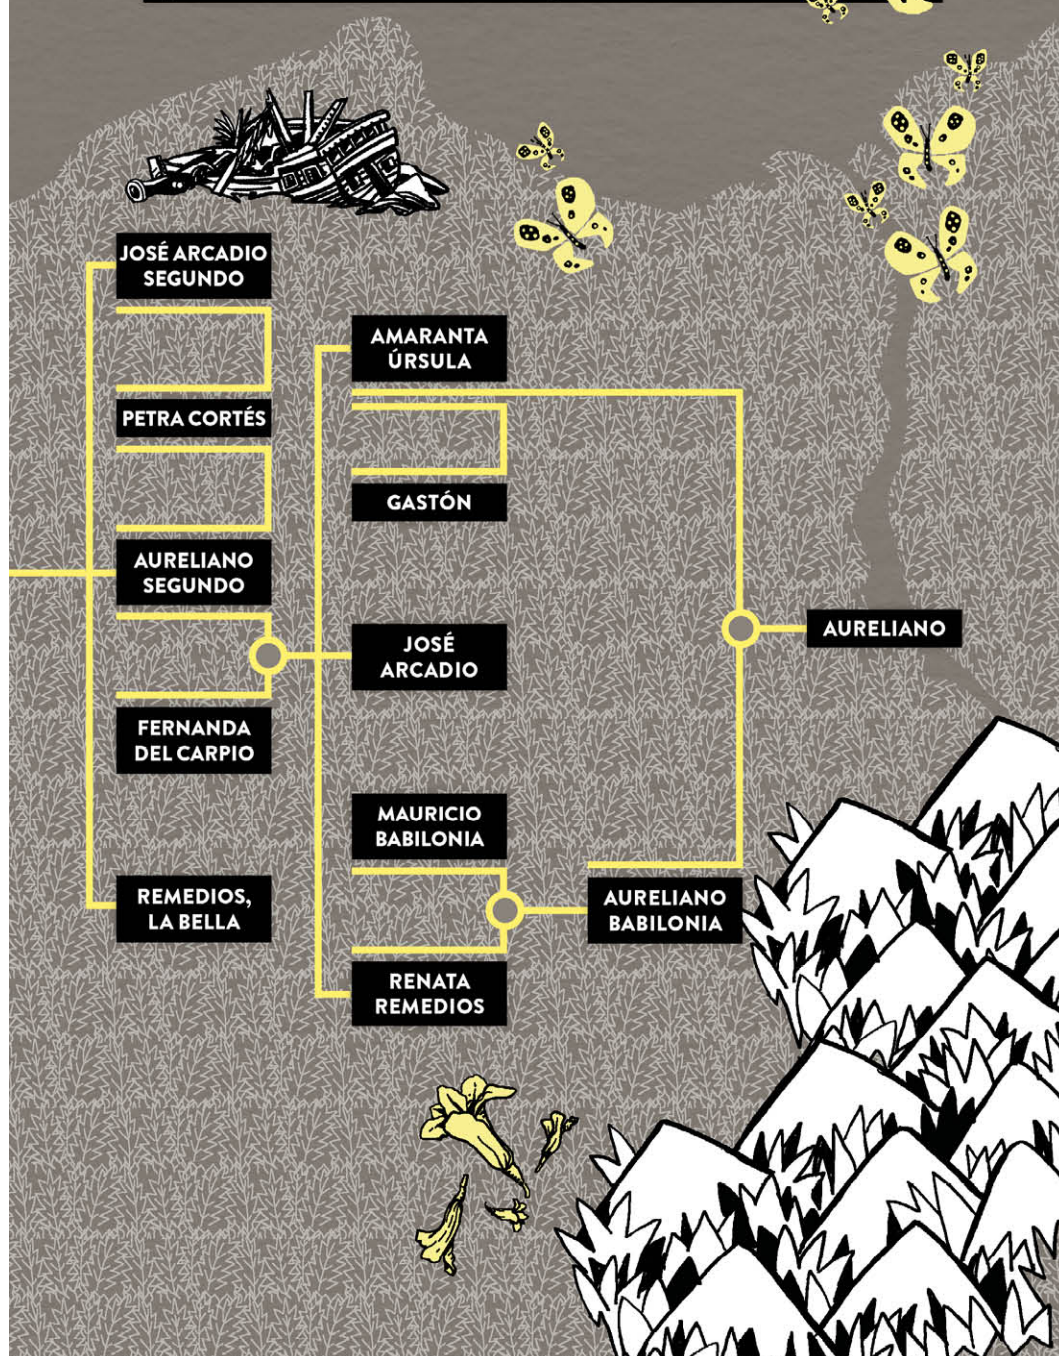 JOSÉ ARCADIO
SEGUNDO
PETRA CORTÉS
AURELIANO
SEGUNDO
FERNANDA
DEL CARPIO
REMEDIOS,
LA BELLA
AMARANTA
ÚRSULA
GASTÓN
JOSÉ
ARCADIO
MAURICIO
BABILONIA
RENATA
REMEDIOS
AURELIANO
BABILONIA
AURELIANO